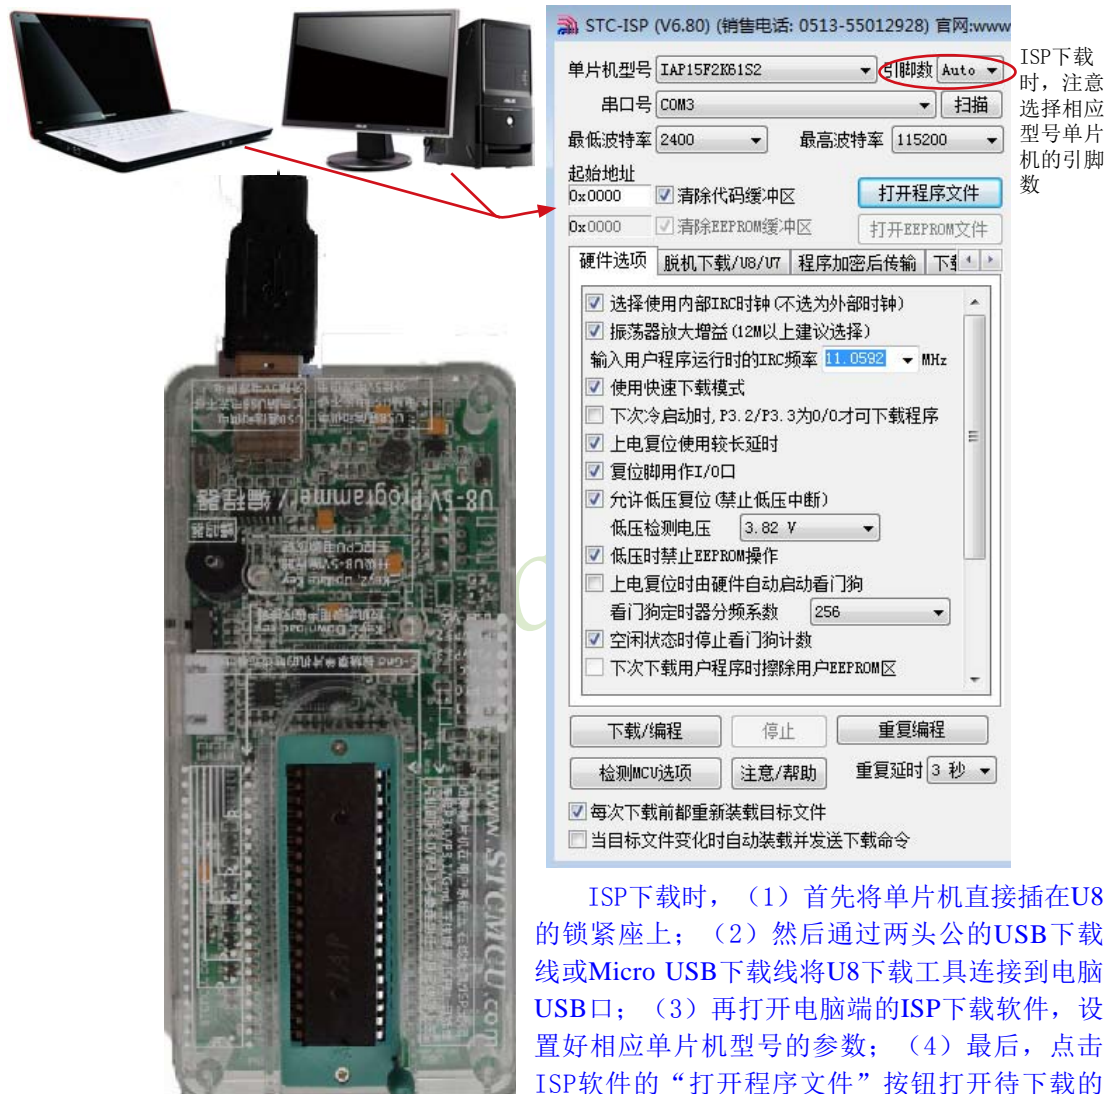 STC-ISP (V6.80) (销售电话: 0513-55012928) 官网:www
单片机型号 IAP15F2K61S2 引脚数 Auto
串口号 COM3 扫描
最低波特率 2400 最高波特率 115200
起始地址
0x0000 清除代码缓冲区 打开程序文件
0x0000 清除EEPROM缓冲区 打开EEPROM文件
硬件选项 脱机下载/U8/U7 程序加密后传输
选择使用内部IRC时钟(不选为外部时钟)
振荡器放大增益(12M以上建议选择)
输入用户程序运行时的IRC频率 11.0592 MHz
使用快速下载模式
下次冷启动时,P3.2/P3.3为0/0才可下载程序
上电复位使用较长延时
复位脚用作I/O口
允许低压复位(禁止低压中断)
低压检测电压 3.82 V
低压时禁止EEPROM操作
上电复位时由硬件自动启动看门狗
看门狗定时器分频系数 256
空闲状态时停止看门狗计数
下次下载用户程序时擦除用户EEPROM区
下载/编程 停止 重复编程
检测MCU选项 注意/帮助 重复延时 3 秒
每次下载前都重新装载目标文件
当目标文件变化时自动装载并发送下载命令
ISP下载
时，注意
选择相应
型号单片
机的引脚
数
U8-5V Programmer / 编程器
www.STCMCU.com
ISP下载时，（1）首先将单片机直接插在U8
的锁紧座上；（2）然后通过两头公的USB下载
线或Micro USB下载线将U8下载工具连接到电脑
USB口；（3）再打开电脑端的ISP下载软件，设
置好相应单片机型号的参数；（4）最后，点击
ISP软件的“打开程序文件”按钮打开待下载的